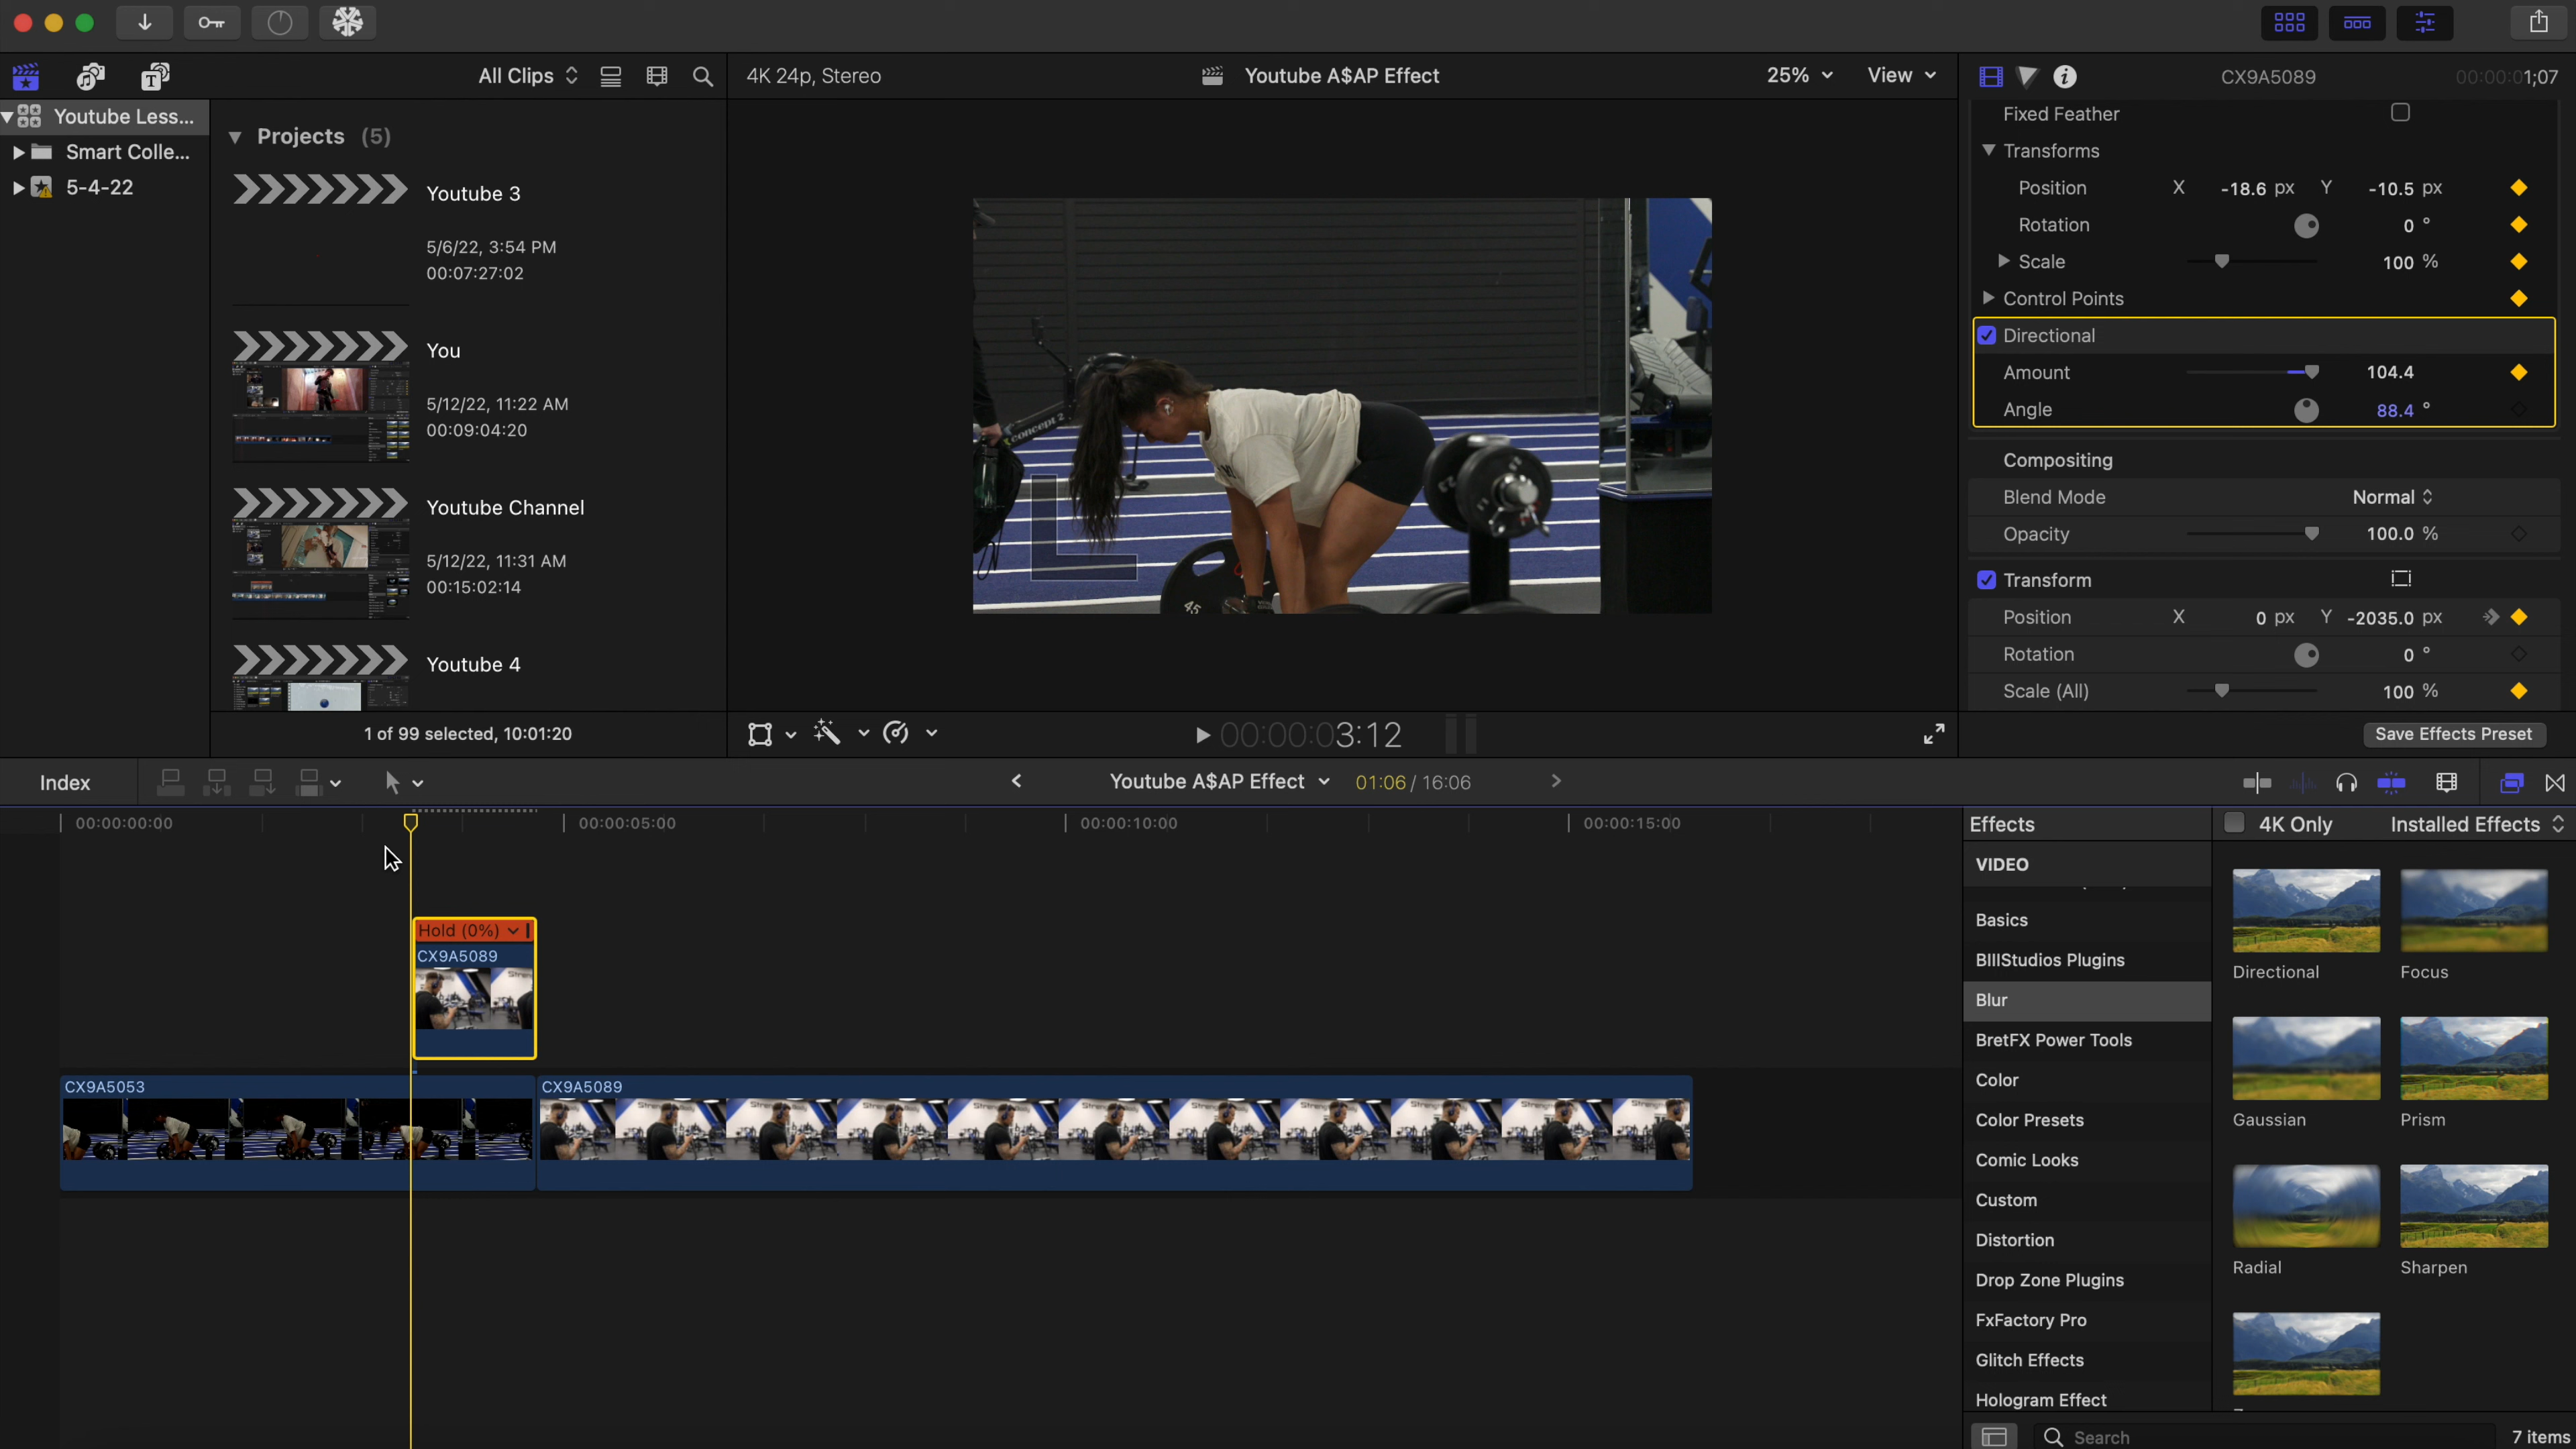 All Clips
4K 24p, Stereo
Youtube A$AP Effect
25%
View
CX9A5089
00:00:01;07
Youtube Less...
Smart Colle...
5-4-22
Projects (5)
Youtube 3
5/6/22, 3:54 PM
00:07:27:02
You
5/12/22, 11:22 AM
00:09:04:20
Youtube Channel
5/12/22, 11:31 AM
00:15:02:14
Youtube 4
1 of 99 selected, 10:01:20
concept 2
45
00:00:03:12
Fixed Feather
Transforms
Position X -18.6 px Y -10.5 px
Rotation 0 °
Scale 100 %
Control Points
Directional
Amount 104.4
Angle 88.4 °
Compositing
Blend Mode Normal
Opacity 100.0 %
Transform
Position X 0 px Y -2035.0 px
Rotation 0 °
Scale (All) 100 %
Save Effects Preset
Index
Youtube A$AP Effect
01:06 / 16:06
00:00:00:00
00:00:05:00
00:00:10:00
00:00:15:00
Hold (0%)
CX9A5089
CX9A5053
CX9A5089
Effects
4K Only
Installed Effects
VIDEO
Basics
BIIIStudios Plugins
Blur
BretFX Power Tools
Color
Color Presets
Comic Looks
Custom
Distortion
Drop Zone Plugins
FxFactory Pro
Glitch Effects
Hologram Effect
Directional
Focus
Gaussian
Prism
Radial
Sharpen
Search
7 items